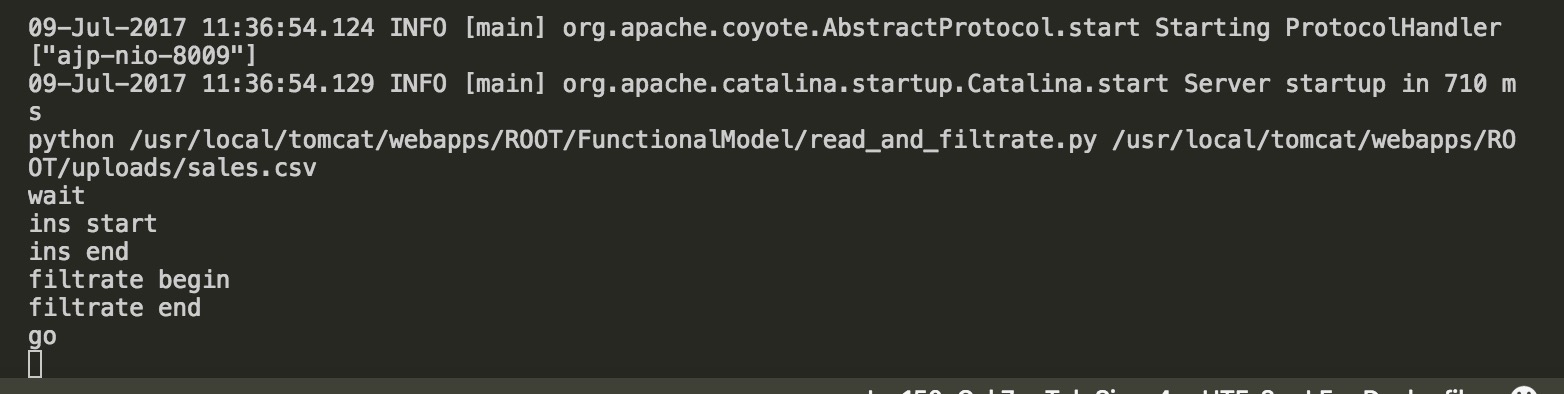 09-Jul-2017 11:36:54.124 INFO [main] org.apache.coyote.AbstractProtocol.start Starting ProtocolHandler
["ajp-nio-8009"]
09-Jul-2017 11:36:54.129 INFO [main] org.apache.catalina.startup.Catalina.start Server startup in 710 m
s
python /usr/local/tomcat/webapps/ROOT/FunctionalModel/read_and_filtrate.py /usr/local/tomcat/webapps/RO
OT/uploads/sales.csv
wait
ins start
ins end
filtrate begin
filtrate end
go